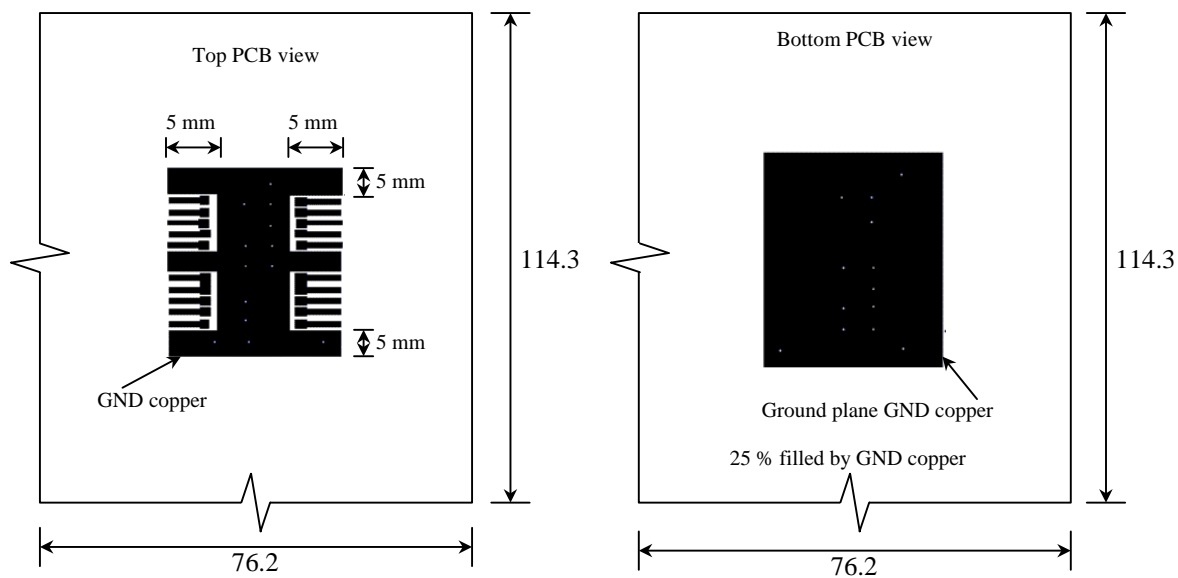 Top PCB view
5 mm
5 mm
5 mm
5 mm
GND copper
114.3
76.2
Bottom PCB view
Ground plane GND copper
25 % filled by GND copper
114.3
76.2